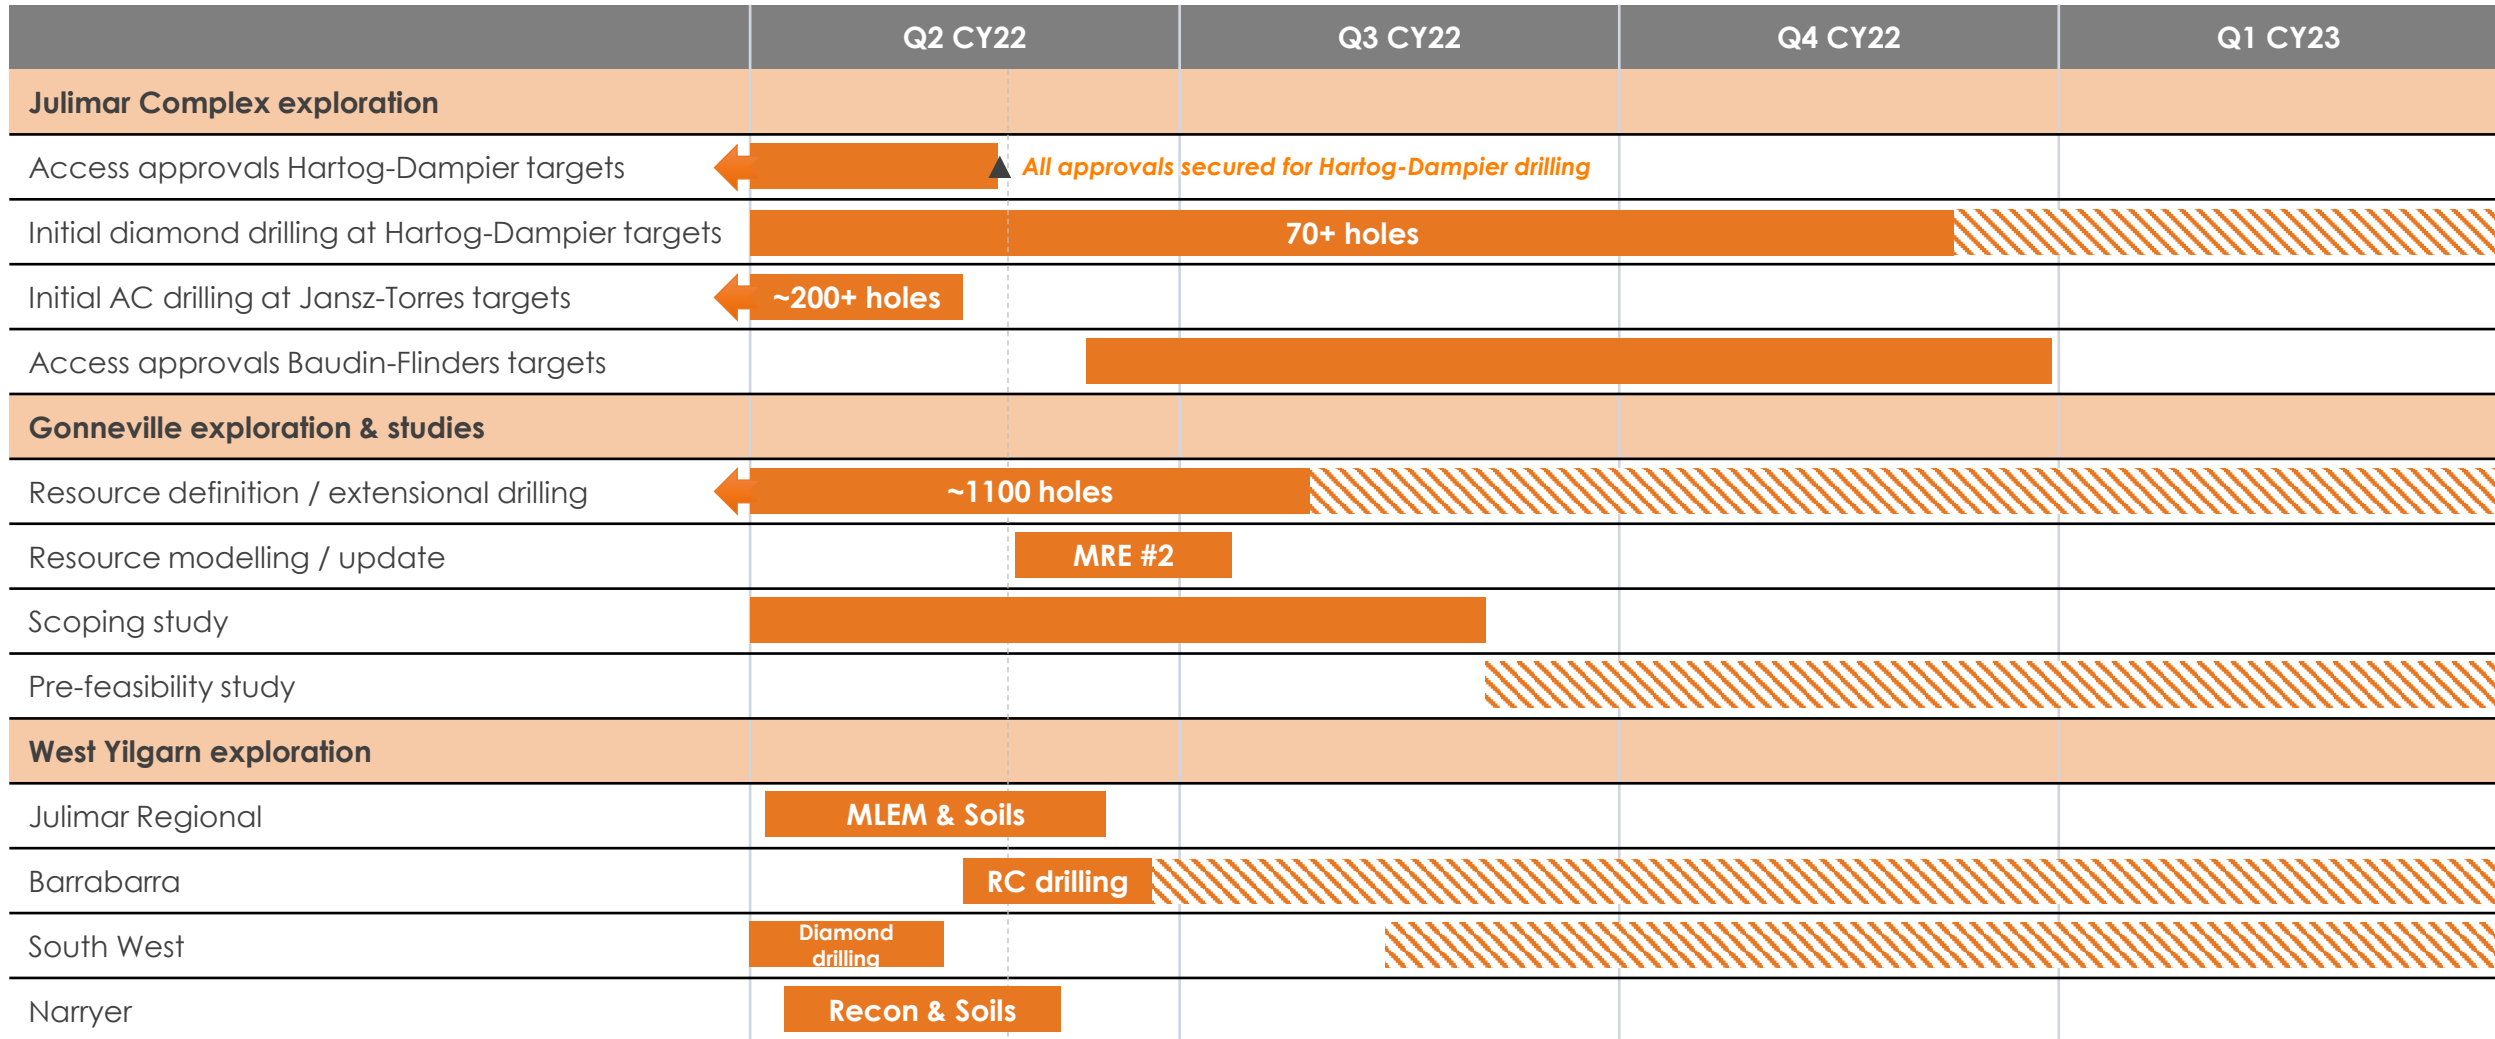 Q2 CY22
Q3 CY22
Q4 CY22
Q1 CY23
Julimar Complex exploration
Access approvals Hartog-Dampier targets
All approvals secured for Hartog-Dampier drilling
Initial diamond drilling at Hartog-Dampier targets
70+ holes
Initial AC drilling at Jansz-Torres targets
~200+ holes
Access approvals Baudin-Flinders targets
Gonneville exploration & studies
Resource definition / extensional drilling
~1100 holes
Resource modelling / update
MRE #2
Scoping study
Pre-feasibility study
West Yilgarn exploration
Julimar Regional
MLEM & Soils
Barrabarra
RC drilling
South West
Diamond
drilling
Narryer
Recon & Soils